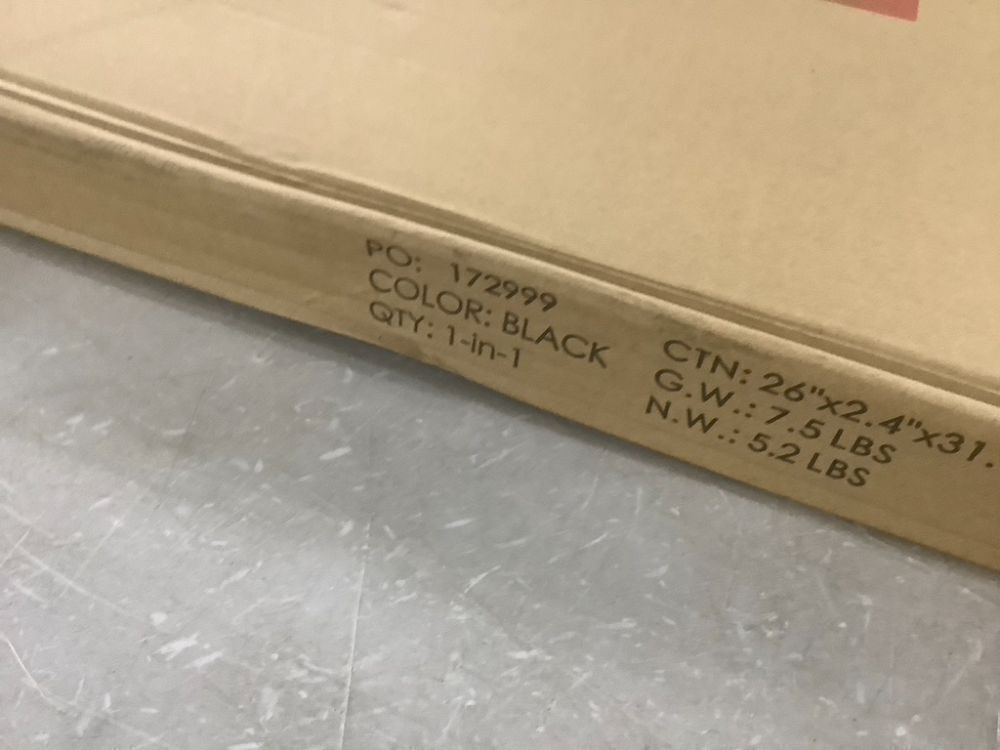 PO: 172999
COLOR: BLACK
QTY: 1-in-1
CTN: 26"x2.4"x31.
G.W.: 7.5 LBS
N.W.: 5.2 LBS